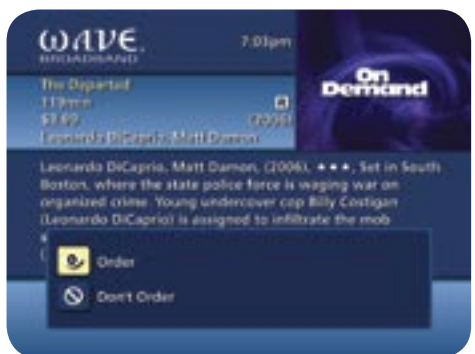 WAVE.
BROADBAND
7:03pm
On
Demand
The Departed
119min
$3.99 (2006)
Leonardo DiCaprio, Matt Damon
Leonardo DiCaprio, Matt Damon, (2006), ★★★, Set in South
Boston, where the state police force is waging war on
organized crime. Young undercover cop Billy Costigan
(Leonardo DiCaprio) is assigned to infiltrate the mob
Order
Don't Order